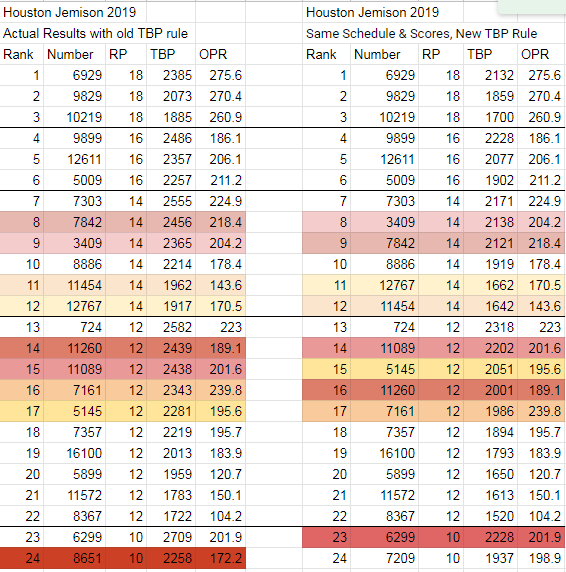 Houston Jemison 2019 Houston Jemison 2019
Actual Results with old TBP rule Same Schedule & Scores, New TBP Rule
Rank Number RP TBP OPR Rank Number RP TBP OPR
1 6929 18 2385 275.6 1 6929 18 2132 275.6
2 9829 18 2073 270.4 2 9829 18 1859 270.4
3 10219 18 1885 260.9 3 10219 18 1700 260.9
4 9899 16 2486 186.1 4 9899 16 2228 186.1
5 12611 16 2357 206.1 5 12611 16 2077 206.1
6 5009 16 2257 211.2 6 5009 16 1902 211.2
7 7303 14 2555 224.9 7 7303 14 2171 224.9
8 7842 14 2456 218.4 8 3409 14 2138 204.2
9 3409 14 2365 204.2 9 7842 14 2121 218.4
10 8886 14 2214 178.4 10 8886 14 1919 178.4
11 11454 14 1962 143.6 11 12767 14 1662 170.5
12 12767 14 1917 170.5 12 11454 14 1642 143.6
13 724 12 2582 223 13 724 12 2318 223
14 11260 12 2439 189.1 14 11089 12 2202 201.6
15 11089 12 2438 201.6 15 5145 12 2051 195.6
16 7161 12 2343 239.8 16 11260 12 2001 189.1
17 5145 12 2281 195.6 17 7161 12 1986 239.8
18 7357 12 2219 195.7 18 7357 12 1894 195.7
19 16100 12 2013 183.9 19 16100 12 1793 183.9
20 5899 12 1959 120.7 20 5899 12 1650 120.7
21 11572 12 1783 150.1 21 11572 12 1613 150.1
22 8367 12 1722 104.2 22 8367 12 1520 104.2
23 6299 10 2709 201.9 23 6299 10 2228 201.9
24 8651 10 2258 172.2 24 7209 10 1937 198.9